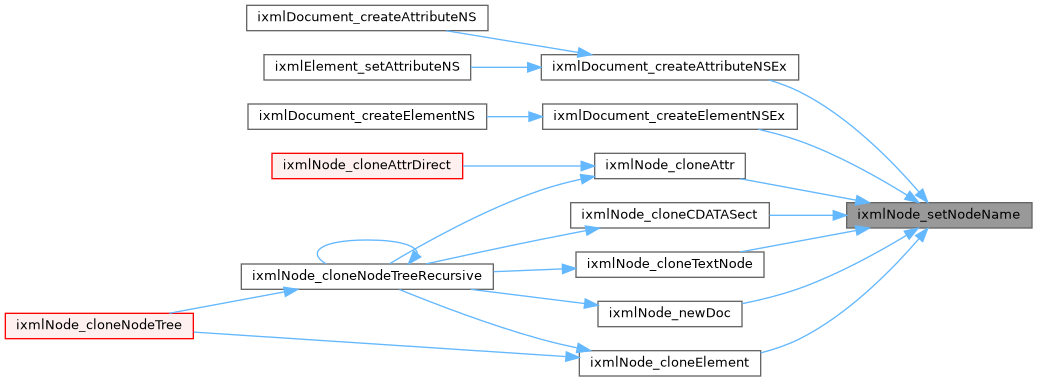 ixmlDocument_createAttributeNS
ixmlElement_setAttributeNS
ixmlDocument_createAttributeNSEx
ixmlDocument_createElementNS
ixmlDocument_createElementNSEx
ixmlNode_cloneAttrDirect
ixmlNode_cloneAttr
ixmlNode_cloneCDATASect
ixmlNode_setNodeName
ixmlNode_cloneTextNode
ixmlNode_cloneNodeTreeRecursive
ixmlNode_newDoc
ixmlNode_cloneNodeTree
ixmlNode_cloneElement